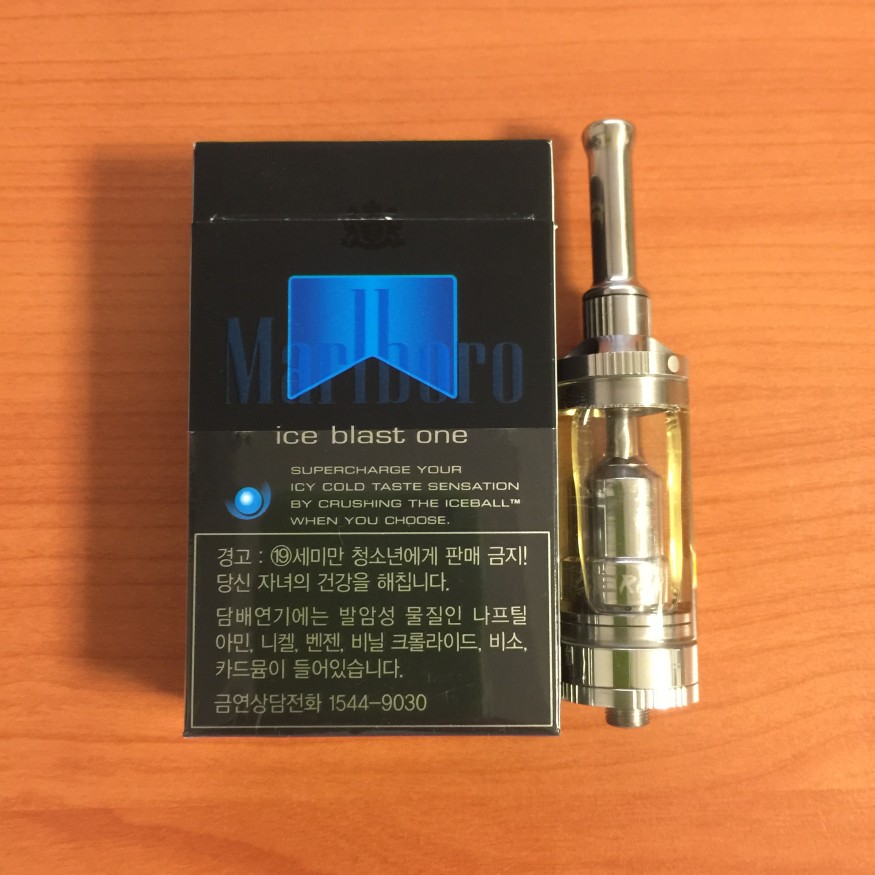 Marlboro
ice blast one
SUPERCHARGE YOUR
ICY COLD TASTE SENSATION
BY CRUSHING THE ICEBALL™
WHEN YOU CHOOSE.
경고 : ⑲세미만 청소년에게 판매 금지!
당신 자녀의 건강을 해칩니다.
담배연기에는 발암성 물질인 나프틸
아민, 니켈, 벤젠, 비닐 크롤라이드, 비소,
카드뮴이 들어있습니다.
금연상담전화 1544-9030